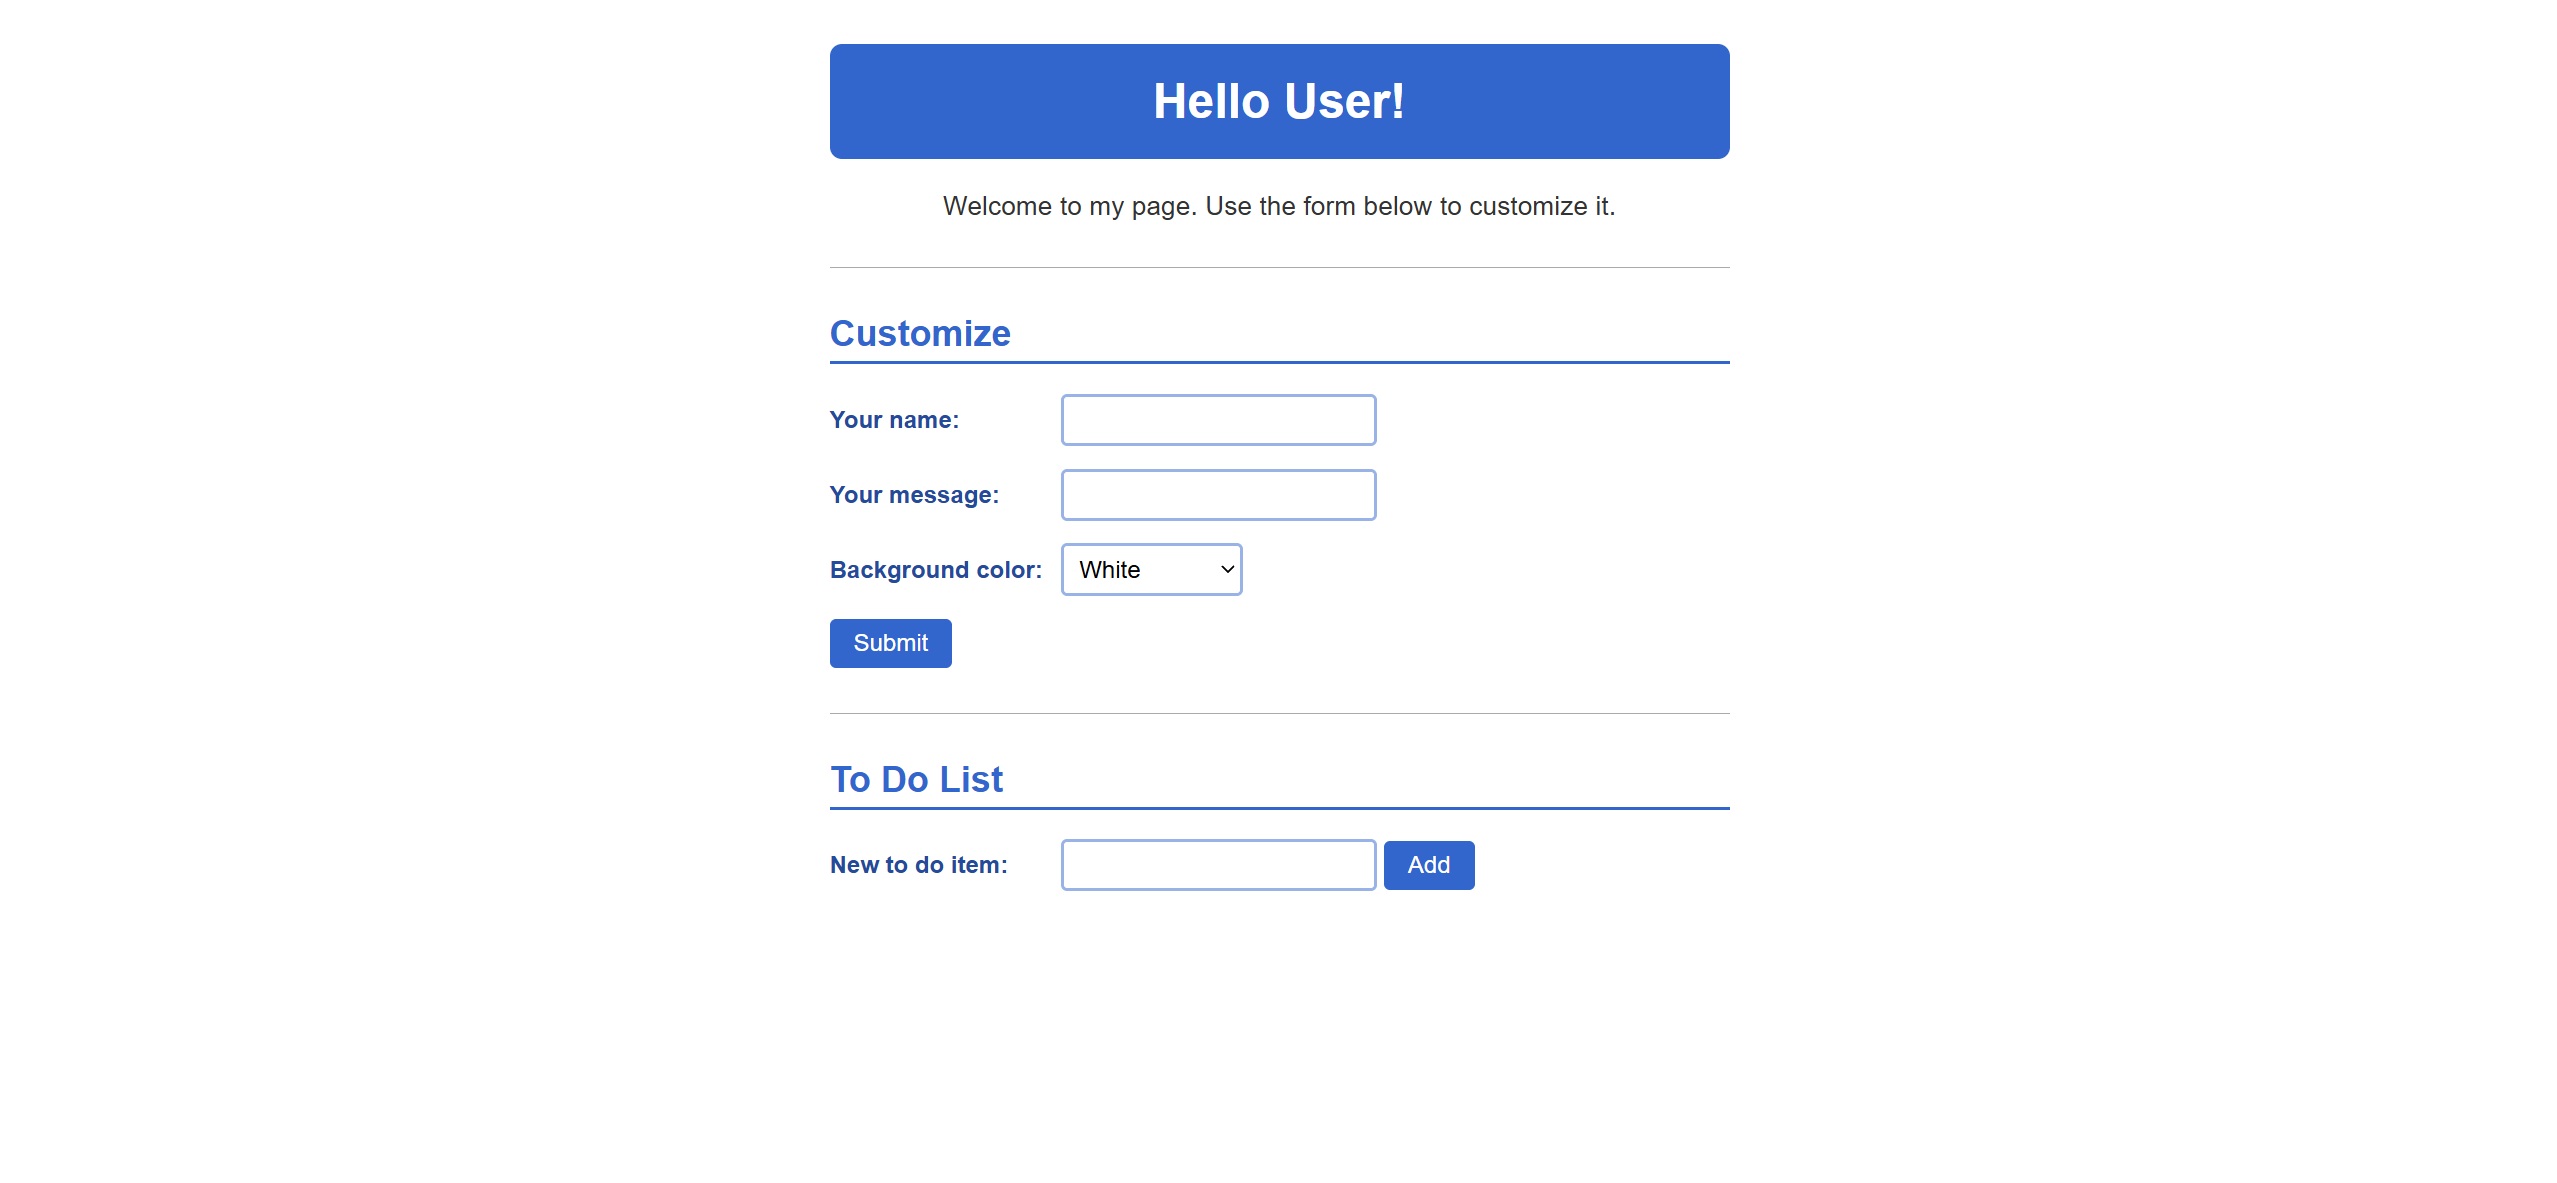 Hello User!
Welcome to my page. Use the form below to customize it.
Customize
Your name:
Your message:
Background color: White
Submit
To Do List
New to do item: Add